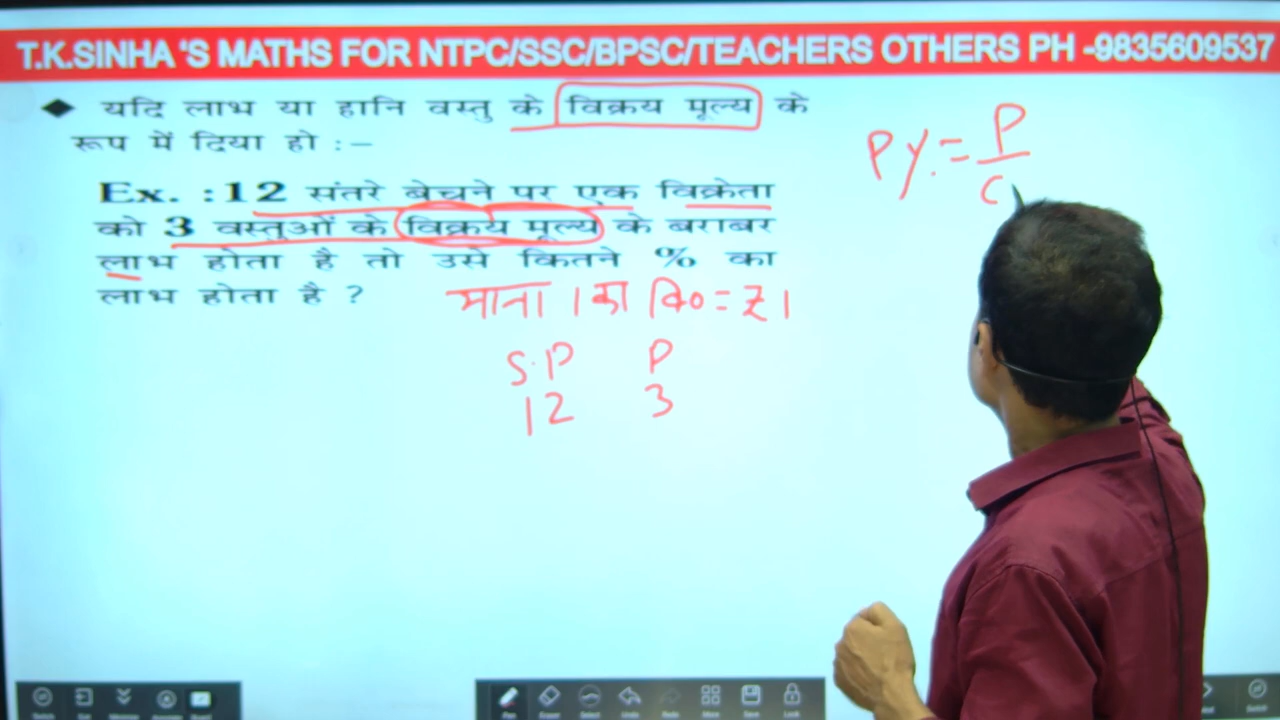 T.K.SINHA 'S MATHS FOR NTPC/SSC/BPSC/TEACHERS OTHERS PH -9835609537
◆ यदि लाभ या हानि वस्तु के विक्रय मूल्य के
रूप में दिया हो :–
Ex. :12 संतरे बेचने पर एक विक्रेता
को 3 वस्तुओं के विक्रय मूल्य के बराबर
लाभ होता है तो उसे कितने % का
लाभ होता है ?
माना 1 का वि0 = ₹ 1
S.P P
12 3
P%. = P
C